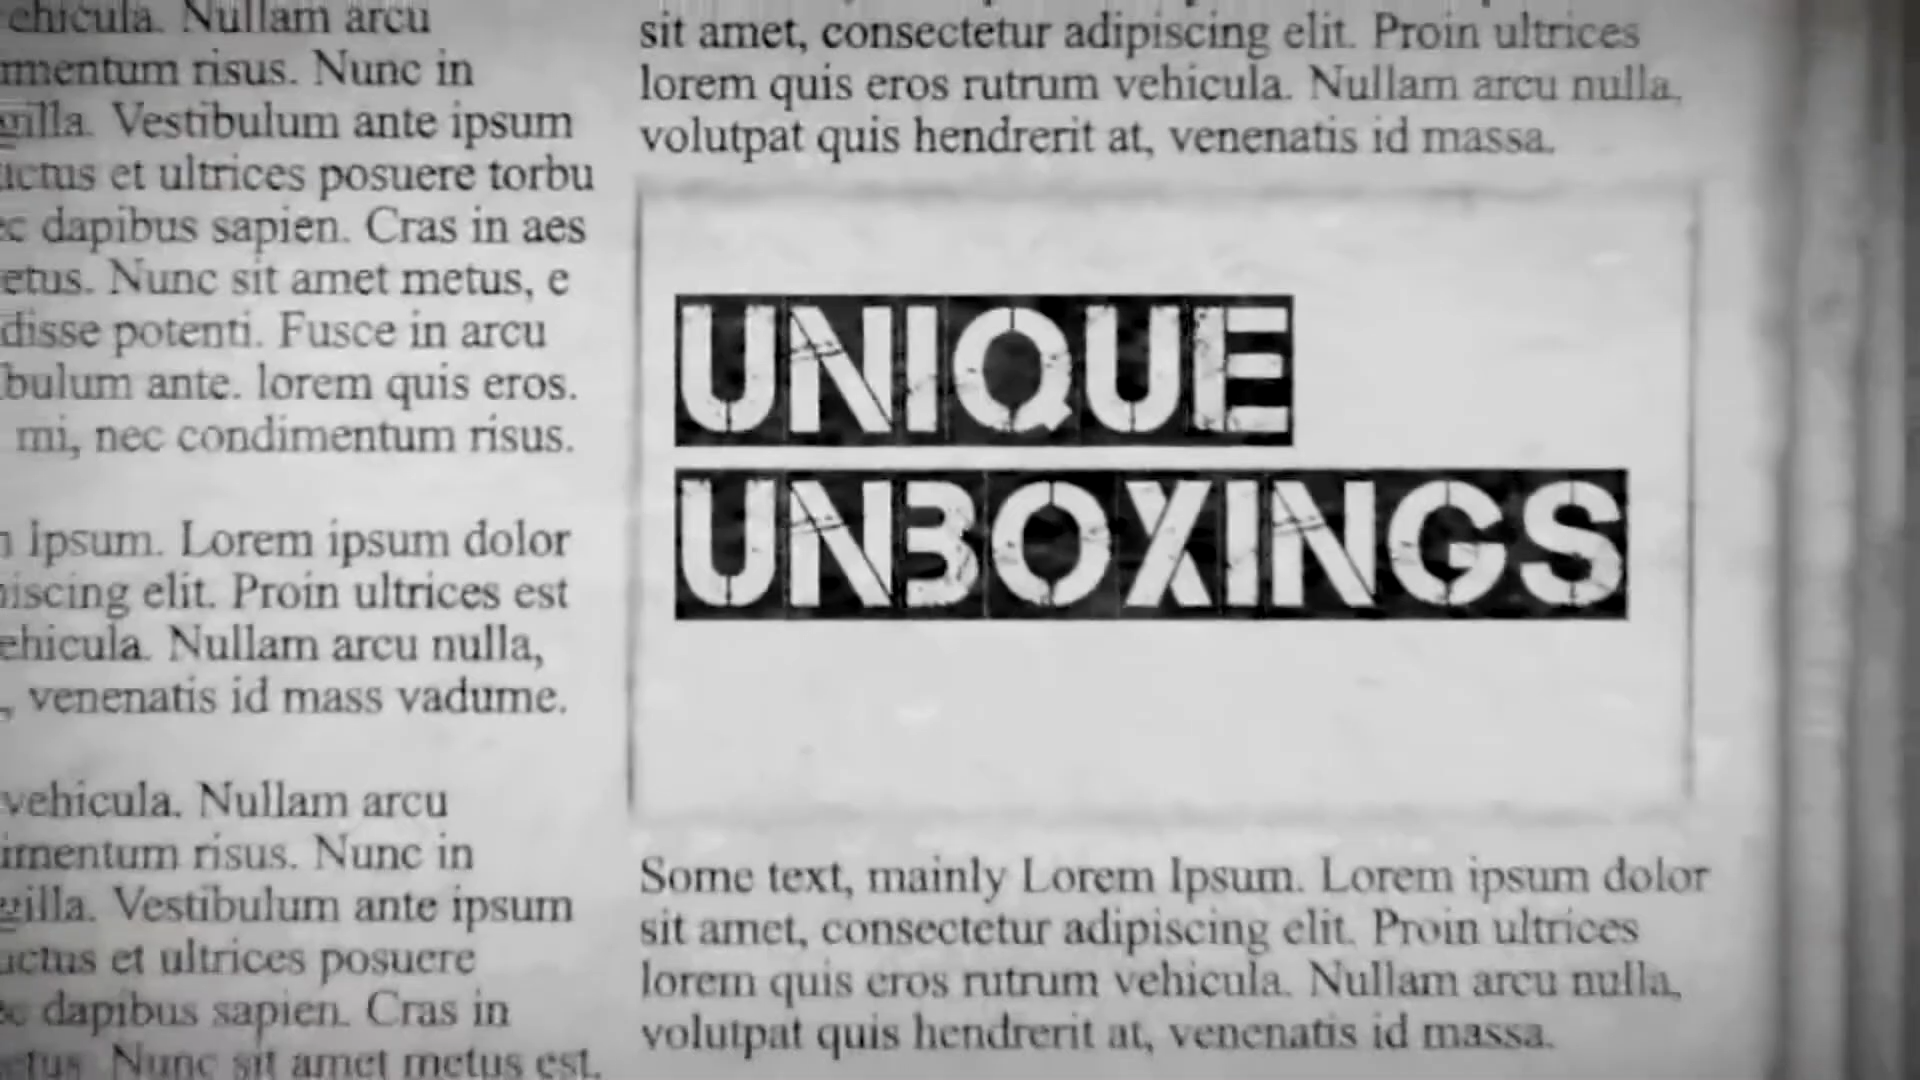 ehicula. Nullam arcu
mentum risus. Nunc in
gilla. Vestibulum ante ipsum
uctus et ultrices posuere torbu
ec dapibus sapien. Cras in aes
etus. Nunc sit amet metus, e
disse potenti. Fusce in arcu
bulum ante. lorem quis eros.
mi, nec condimentum risus.
Ipsum. Lorem ipsum dolor
iscing elit. Proin ultrices est
ehicula. Nullam arcu nulla,
, venenatis id mass vadume.
vehicula. Nullam arcu
imentum risus. Nunc in
gilla. Vestibulum ante ipsum
uctus et ultrices posuere
dapibus sapien. Cras in
etus. Nunc sit amet metus est.
sit amet, consectetur adipiscing elit. Proin ultrices
lorem quis eros rutrum vehicula. Nullam arcu nulla,
volutpat quis hendrerit at, venenatis id massa.
UNIQUE
UNBOXINGS
Some text, mainly Lorem Ipsum. Lorem ipsum dolor
sit amet, consectetur adipiscing elit. Proin ultrices
lorem quis eros rutrum vehicula. Nullam arcu nulla,
volutpat quis hendrerit at, venenatis id massa.